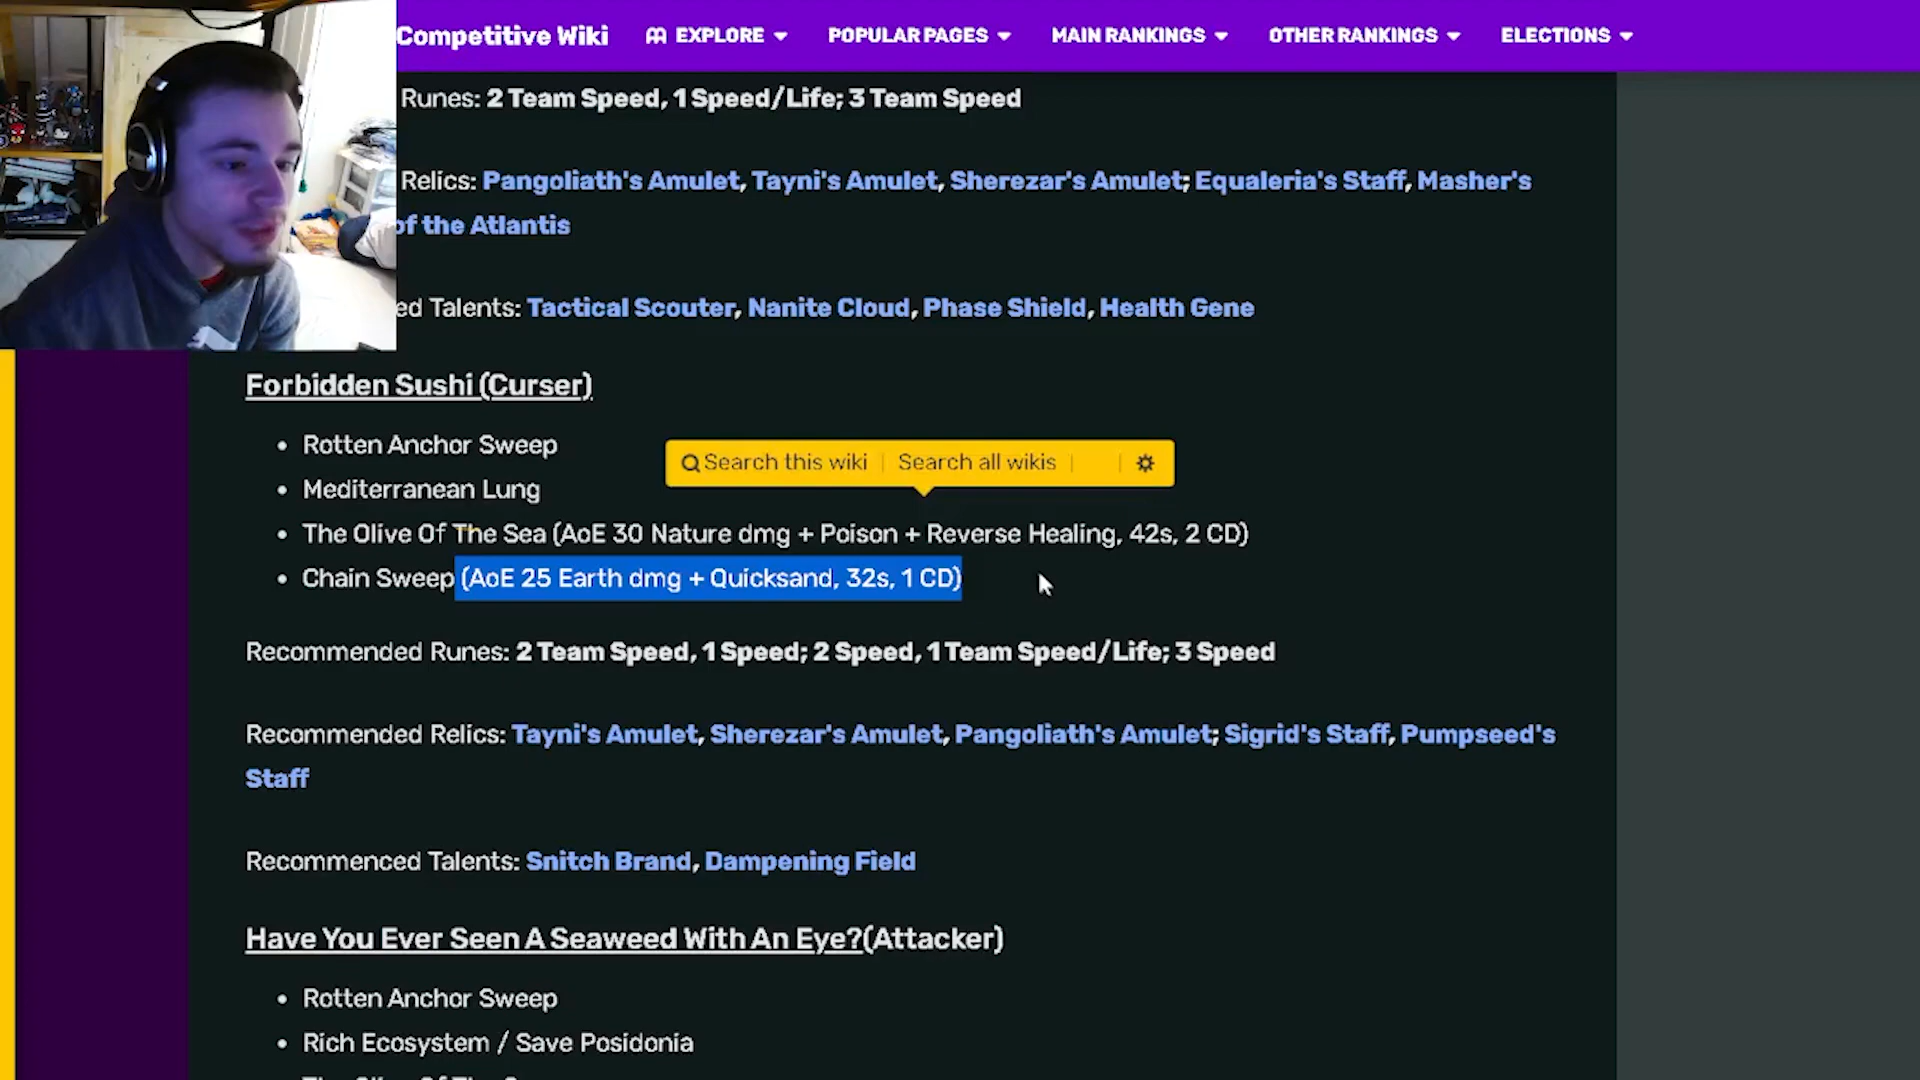 Competitive Wiki EXPLORE POPULAR PAGES MAIN RANKINGS OTHER RANKINGS ELECTIONS
Runes: 2 Team Speed, 1 Speed/Life; 3 Team Speed
Relics: Pangoliath's Amulet, Tayni's Amulet, Sherezar's Amulet; Equaleria's Staff, Masher's
of the Atlantis
ed Talents: Tactical Scouter, Nanite Cloud, Phase Shield, Health Gene
Forbidden Sushi (Curser)
• Rotten Anchor Sweep
Search this wiki | Search all wikis
• Mediterranean Lung
• The Olive Of The Sea (AoE 30 Nature dmg + Poison + Reverse Healing, 42s, 2 CD)
• Chain Sweep (AoE 25 Earth dmg + Quicksand, 32s, 1 CD)
Recommended Runes: 2 Team Speed, 1 Speed; 2 Speed, 1 Team Speed/Life; 3 Speed
Recommended Relics: Tayni's Amulet, Sherezar's Amulet, Pangoliath's Amulet; Sigrid's Staff, Pumpseed's
Staff
Recommenced Talents: Snitch Brand, Dampening Field
Have You Ever Seen A Seaweed With An Eye?(Attacker)
• Rotten Anchor Sweep
• Rich Ecosystem / Save Posidonia